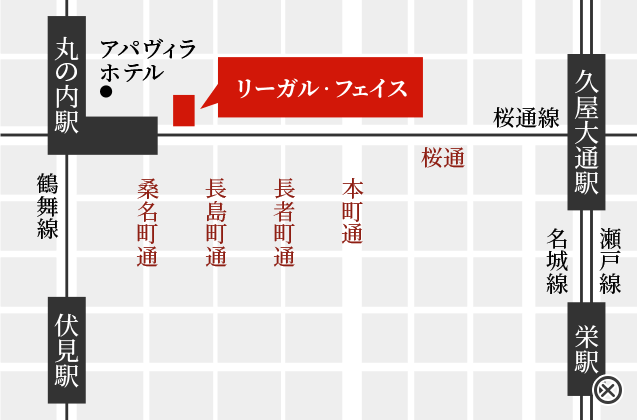 丸の内駅
アパヴィラ
ホテル
リーガル・フェイス
久屋大通駅
桜通線
桜通
鶴舞線
桑名町通
長島町通
長者町通
本町通
名城線
瀬戸線
伏見駅
栄駅